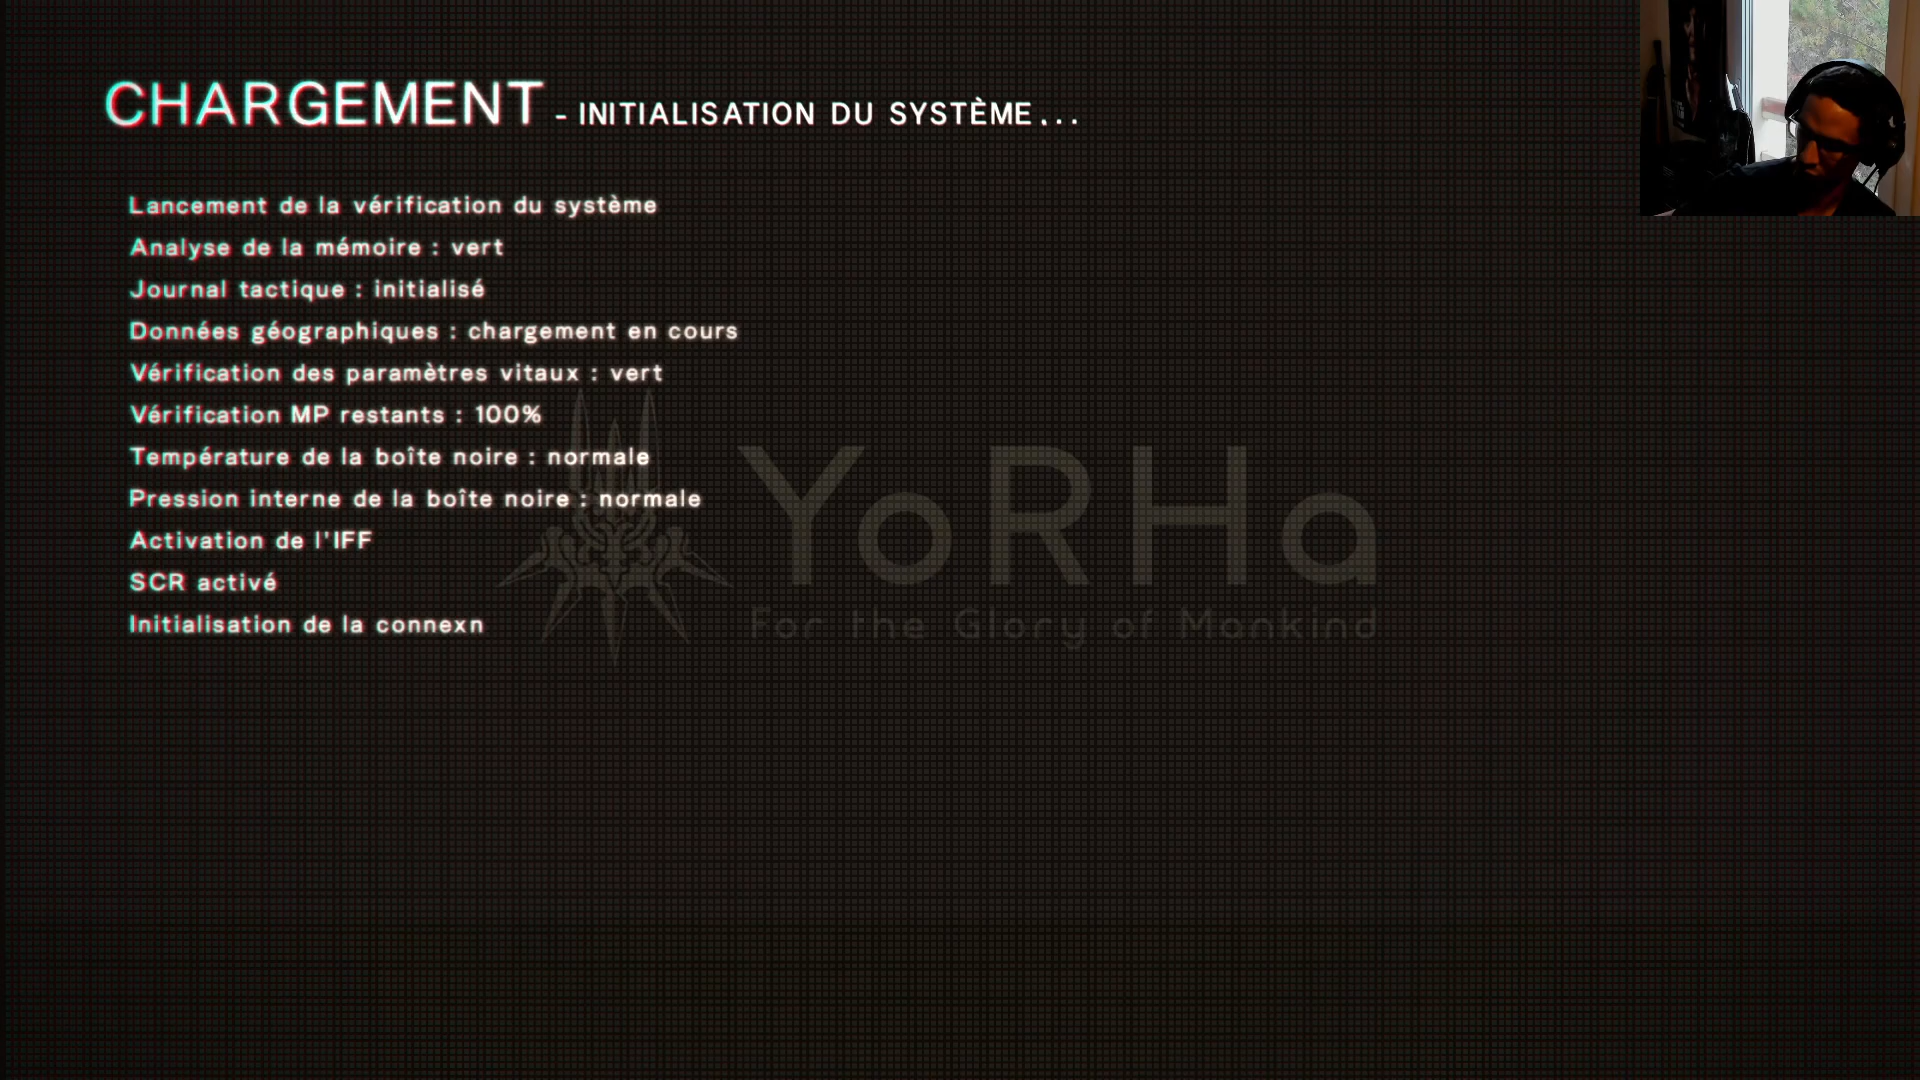 CHARGEMENT - INITIALISATION DU SYSTÈME...
Lancement de la vérification du système
Analyse de la mémoire : vert
Journal tactique : initialisé
Données géographiques : chargement en cours
Vérification des paramètres vitaux : vert
Vérification MP restants : 100%
Température de la boîte noire : normale
Pression interne de la boîte noire : normale
Activation de l'IFF
SCR activé
Initialisation de la connexn
YoRHa
For the Glory of Mankind